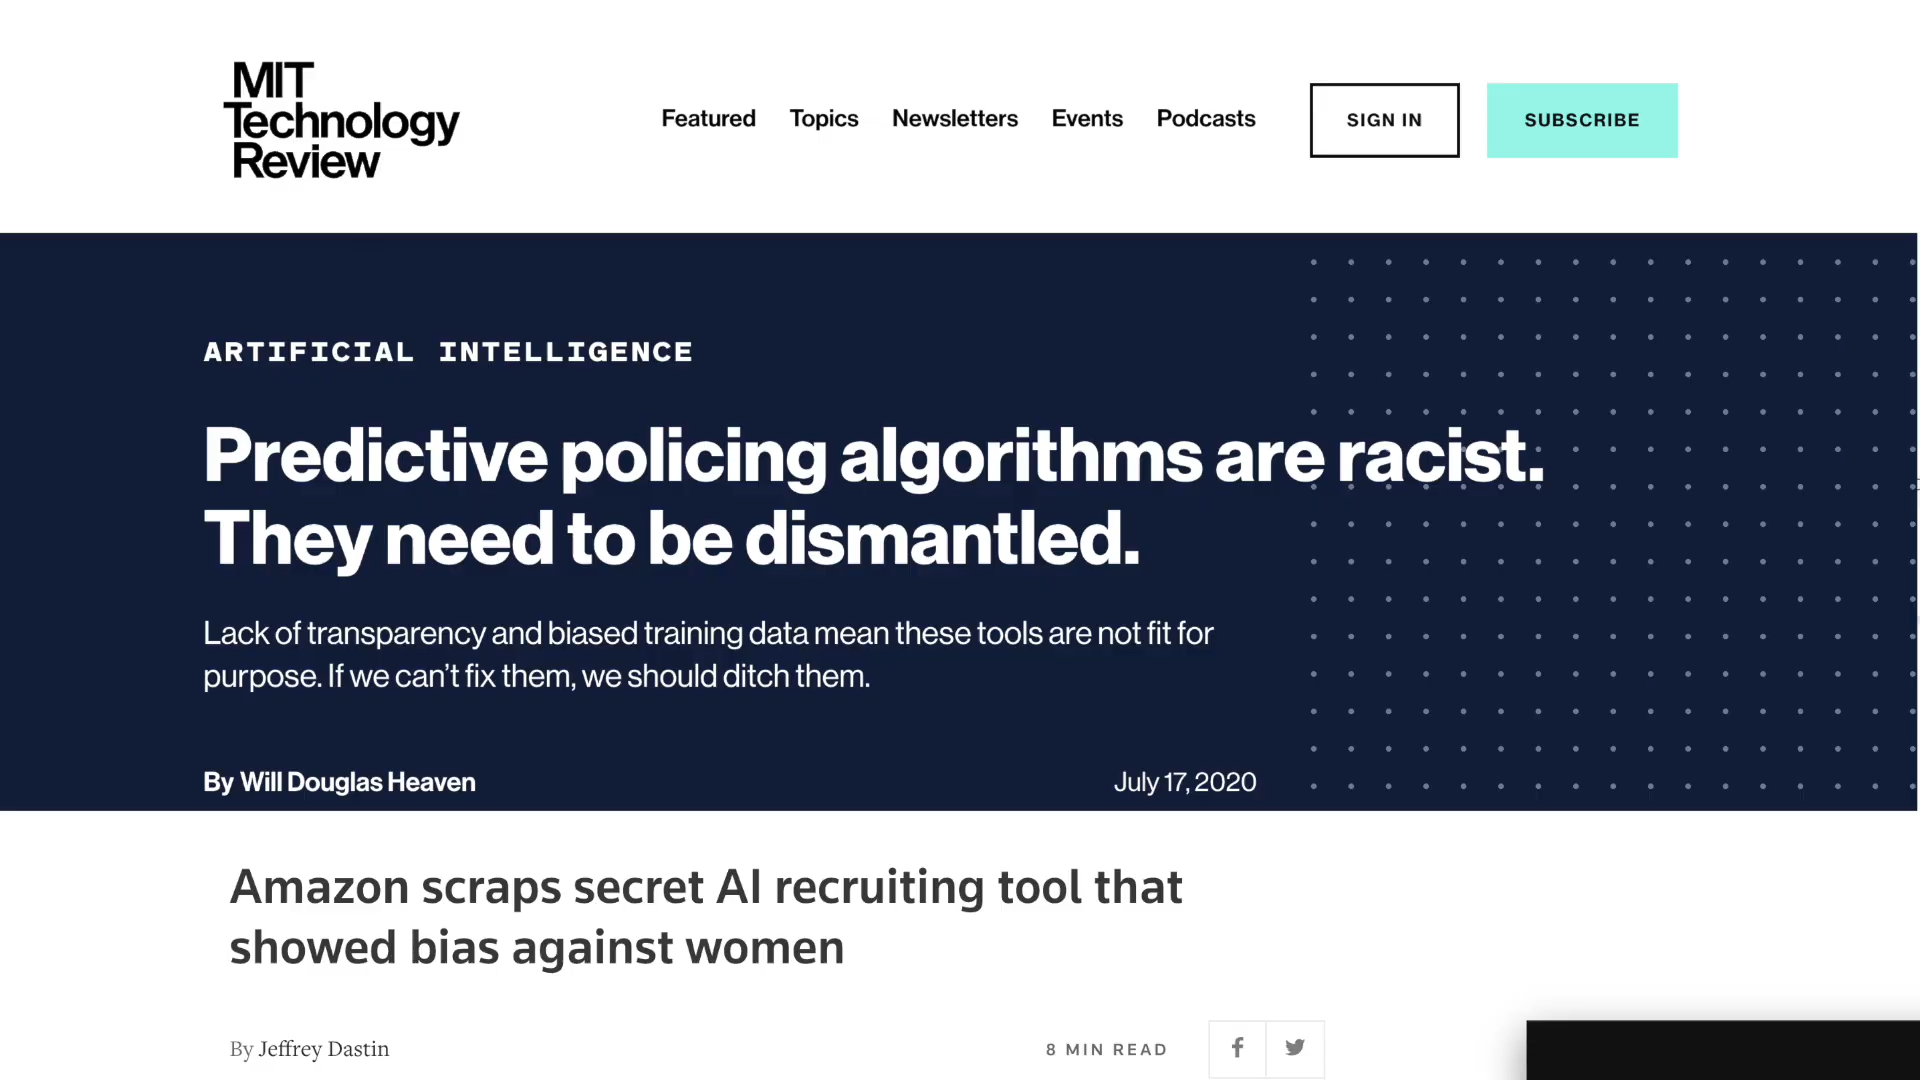 MIT
Technology
Review
Featured Topics Newsletters Events Podcasts SIGN IN SUBSCRIBE
ARTIFICIAL INTELLIGENCE
Predictive policing algorithms are racist.
They need to be dismantled.
Lack of transparency and biased training data mean these tools are not fit for
purpose. If we can’t fix them, we should ditch them.
By Will Douglas Heaven July 17, 2020
Amazon scraps secret AI recruiting tool that
showed bias against women
By Jeffrey Dastin 8 MIN READ